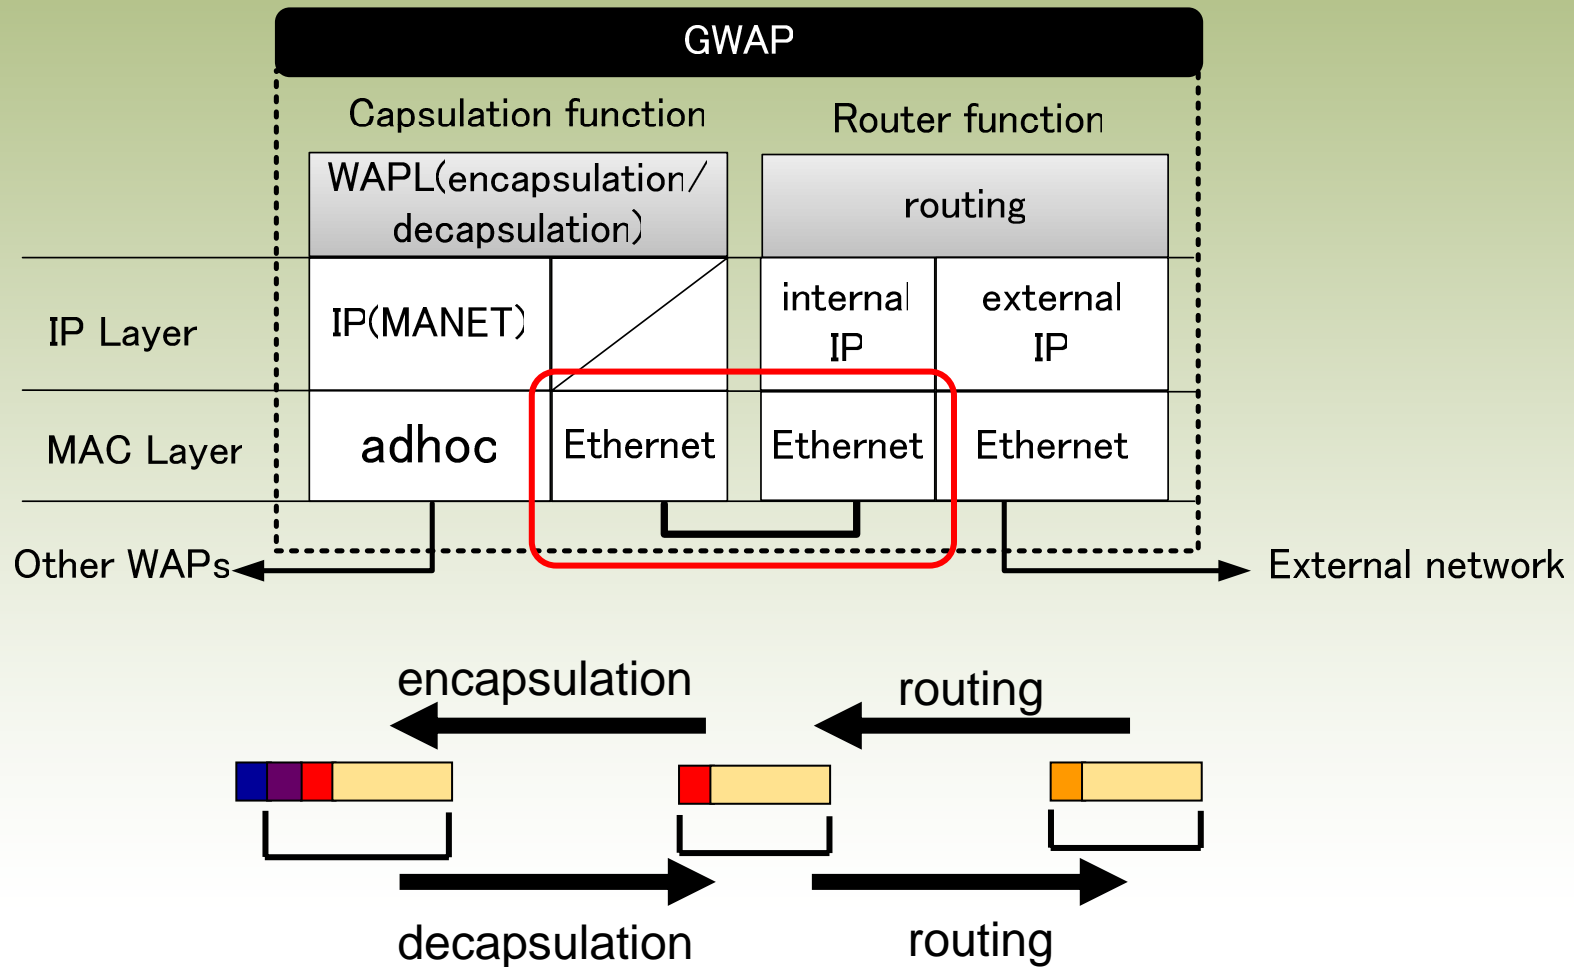 GWAP
Capsulation function
Router function
WAPL(encapsulation/
decapsulation)
routing
IP Layer
IP(MANET)
internal
IP
external
IP
MAC Layer
adhoc
Ethernet
Ethernet
Ethernet
Other WAPs
External network
encapsulation
routing
decapsulation
routing